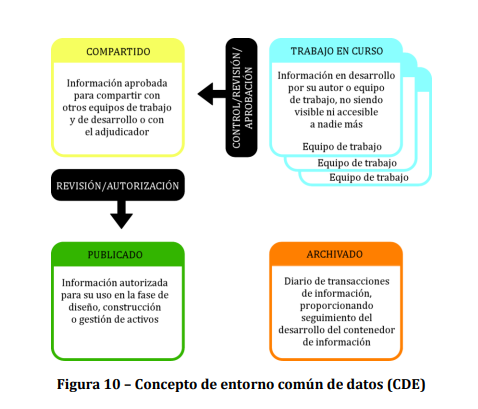 COMPARTIDO
Información aprobada
para compartir con
otros equipos de trabajo
y de desarrollo o con
el adjudicador
CONTROL/REVISIÓN/
APROBACIÓN
TRABAJO EN CURSO
Información en desarrollo
por su autor o equipo
de trabajo, no siendo
visible ni accesible
a nadie más
Equipo de trabajo
Equipo de trabajo
Equipo de trabajo
REVISIÓN/AUTORIZACIÓN
PUBLICADO
Información autorizada
para su uso en la fase de
diseño, construcción
o gestión de activos
ARCHIVADO
Diario de transacciones
de información,
proporcionando
seguimiento del
desarrollo del contenedor
de información
Figura 10 – Concepto de entorno común de datos (CDE)